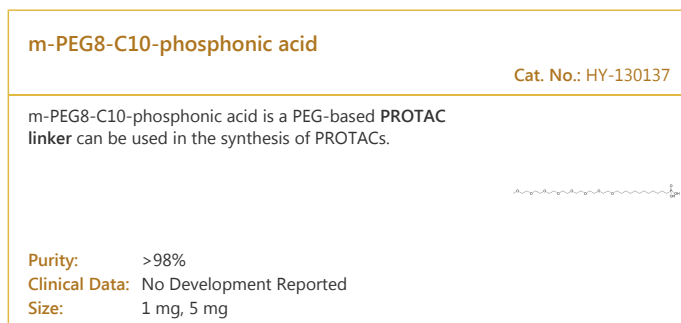 m-PEG8-C10-phosphonic acid
Cat. No.: HY-130137
m-PEG8-C10-phosphonic acid is a PEG-based PROTAC
linker can be used in the synthesis of PROTACs.
Purity: >98%
Clinical Data: No Development Reported
Size: 1 mg, 5 mg